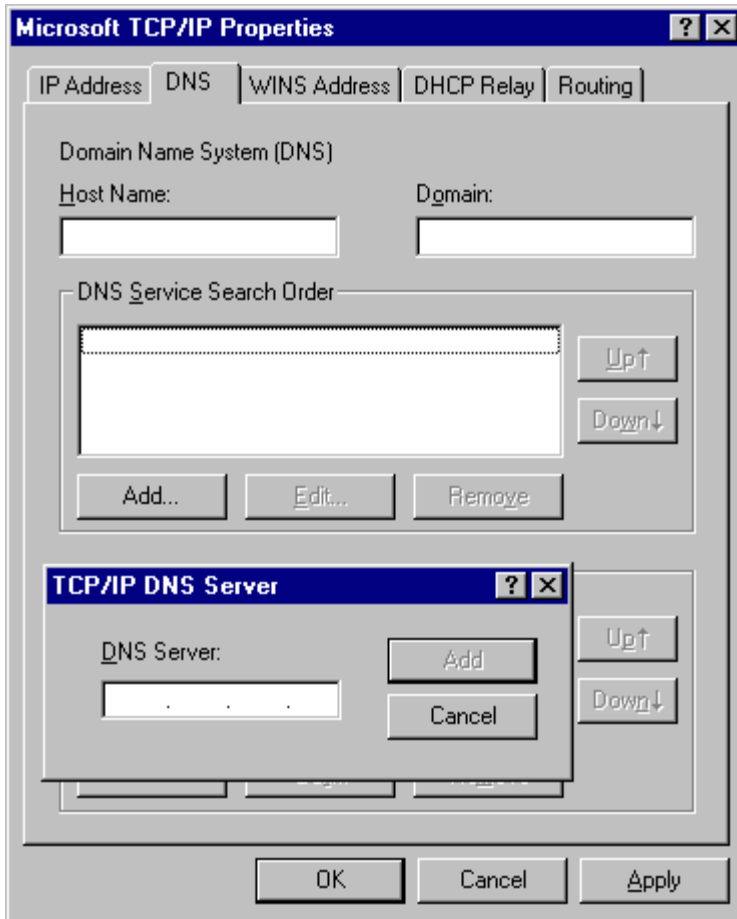 Microsoft TCP/IP Properties
IP Address DNS WINS Address DHCP Relay Routing
Domain Name System (DNS)
Host Name: Domain:
DNS Service Search Order
Up↑
Down↓
Add... Edit... Remove
TCP/IP DNS Server
DNS Server:
. . .
Add
Cancel
Up↑
Down↓
OK Cancel Apply